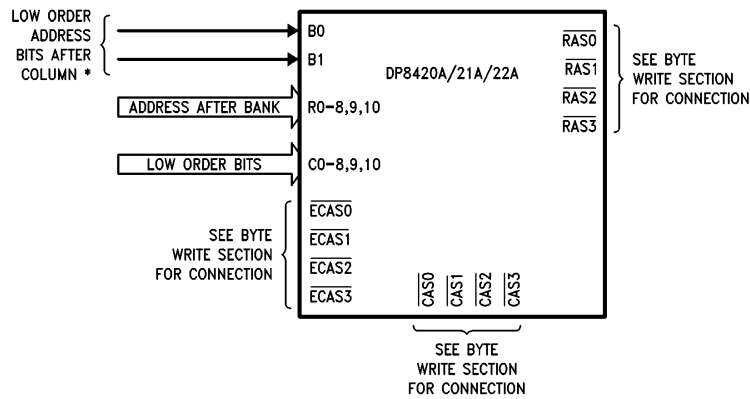 LOW ORDER
ADDRESS
BITS AFTER
COLUMN *
B0
B1
ADDRESS AFTER BANK
R0-8,9,10
LOW ORDER BITS
C0-8,9,10
DP8420A/21A/22A
RAS0
RAS1
RAS2
RAS3
SEE BYTE
WRITE SECTION
FOR CONNECTION
SEE BYTE
WRITE SECTION
FOR CONNECTION
ECAS0
ECAS1
ECAS2
ECAS3
CAS0
CAS1
CAS2
CAS3
SEE BYTE
WRITE SECTION
FOR CONNECTION